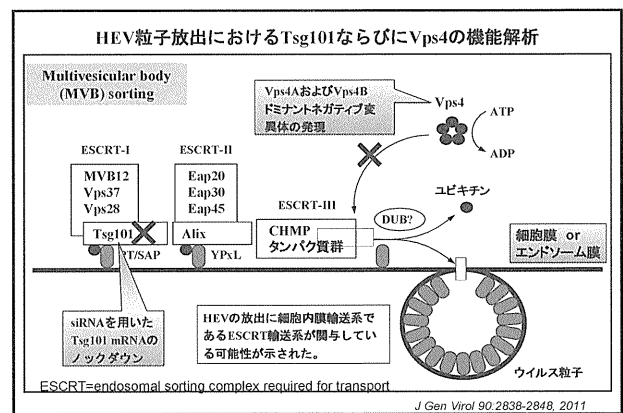 HEV粒子放出におけるTsg101ならびにVps4の機能解析
Multivesicular body
(MVB) sorting
Vps4AおよびVps4B
ドミナントネガティブ変
異体の発現
Vps4
ATP
ADP
ESCRT-I
MVB12
Vps37
Vps28
Tsg101
PT/SAP
ESCRT-II
Eap20
Eap30
Eap45
Alix
YPxL
ESCRT-III
CHMP
タンパク質群
DUB?
ユビキチン
細胞膜 or
エンドソーム膜
siRNAを用いた
Tsg101 mRNAの
ノックダウン
HEVの放出に細胞内膜輸送系で
あるESCRT輸送系が関与してい
る可能性が示された。
ウイルス粒子
ESCRT=endosomal sorting complex required for transport
J Gen Virol 90:2838-2848, 2011